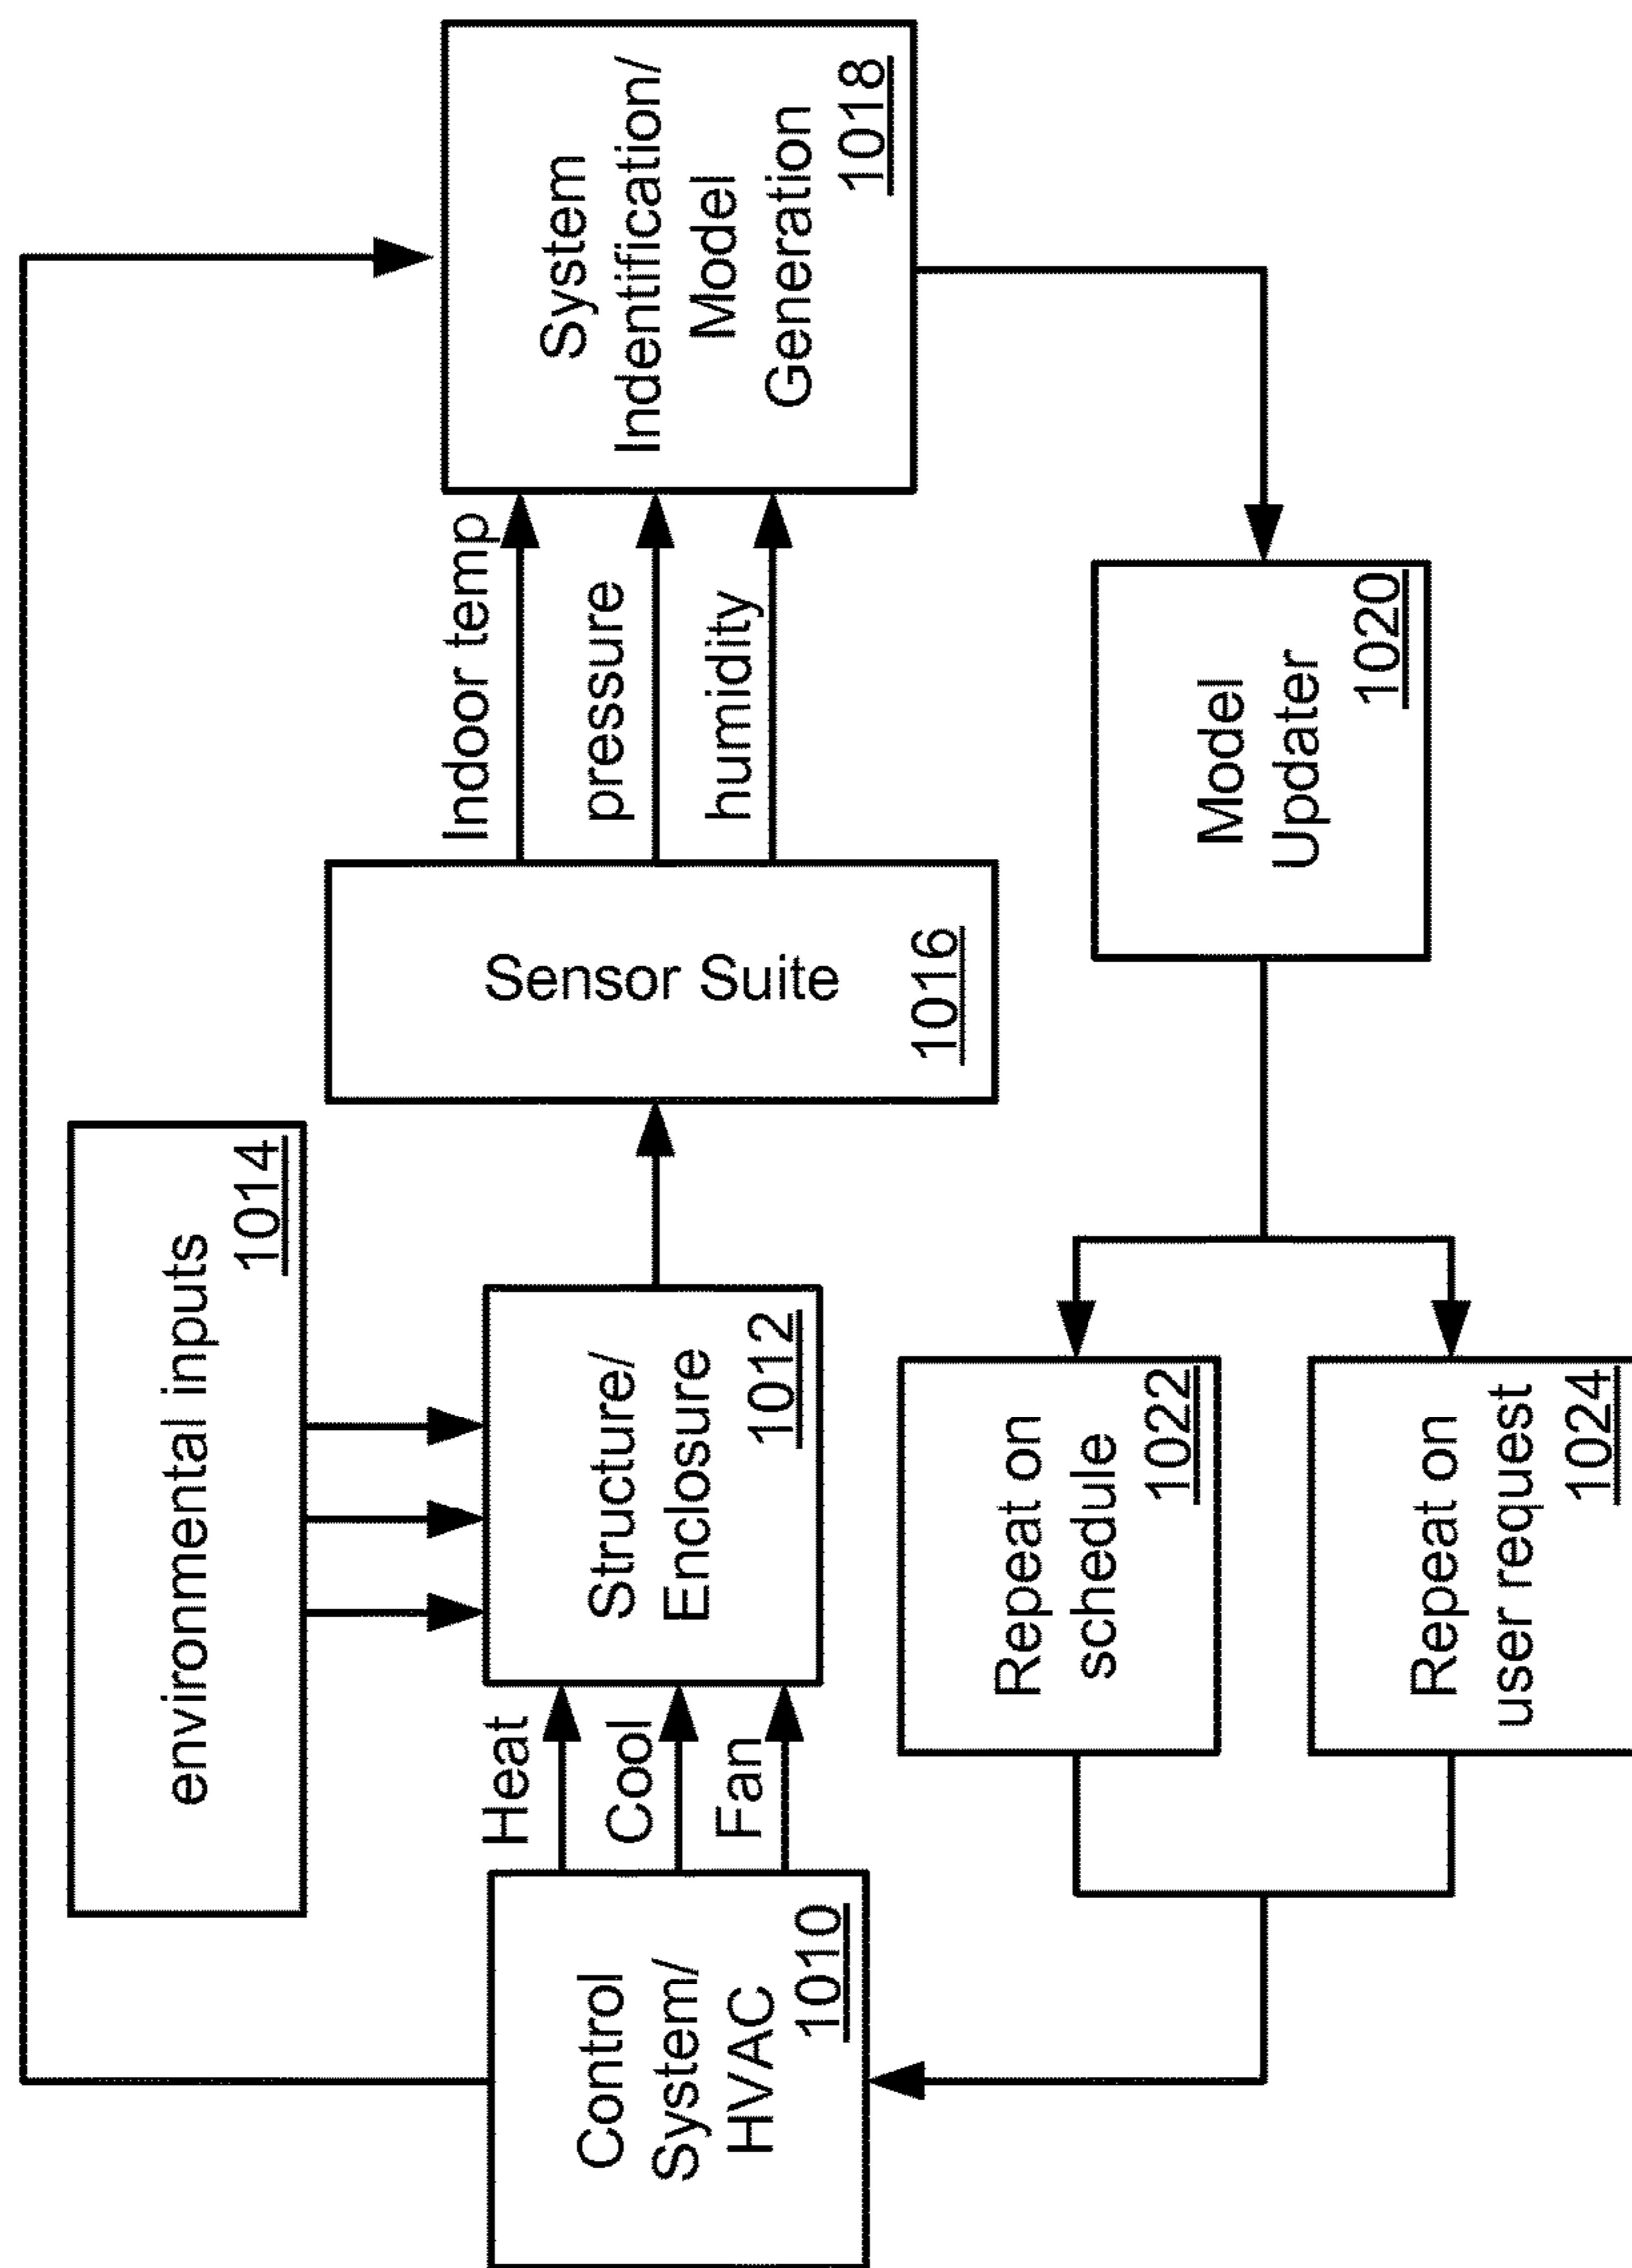 environmental inputs
1014
Control
System/
HVAC
1010
Heat
Cool
Fan
Structure/
Enclosure
1012
Sensor Suite
1016
Indoor temp
pressure
humidity
System
Indentification/
Model
Generation
1018
Repeat on
schedule
1022
Repeat on
user request
1024
Model
Updater
1020